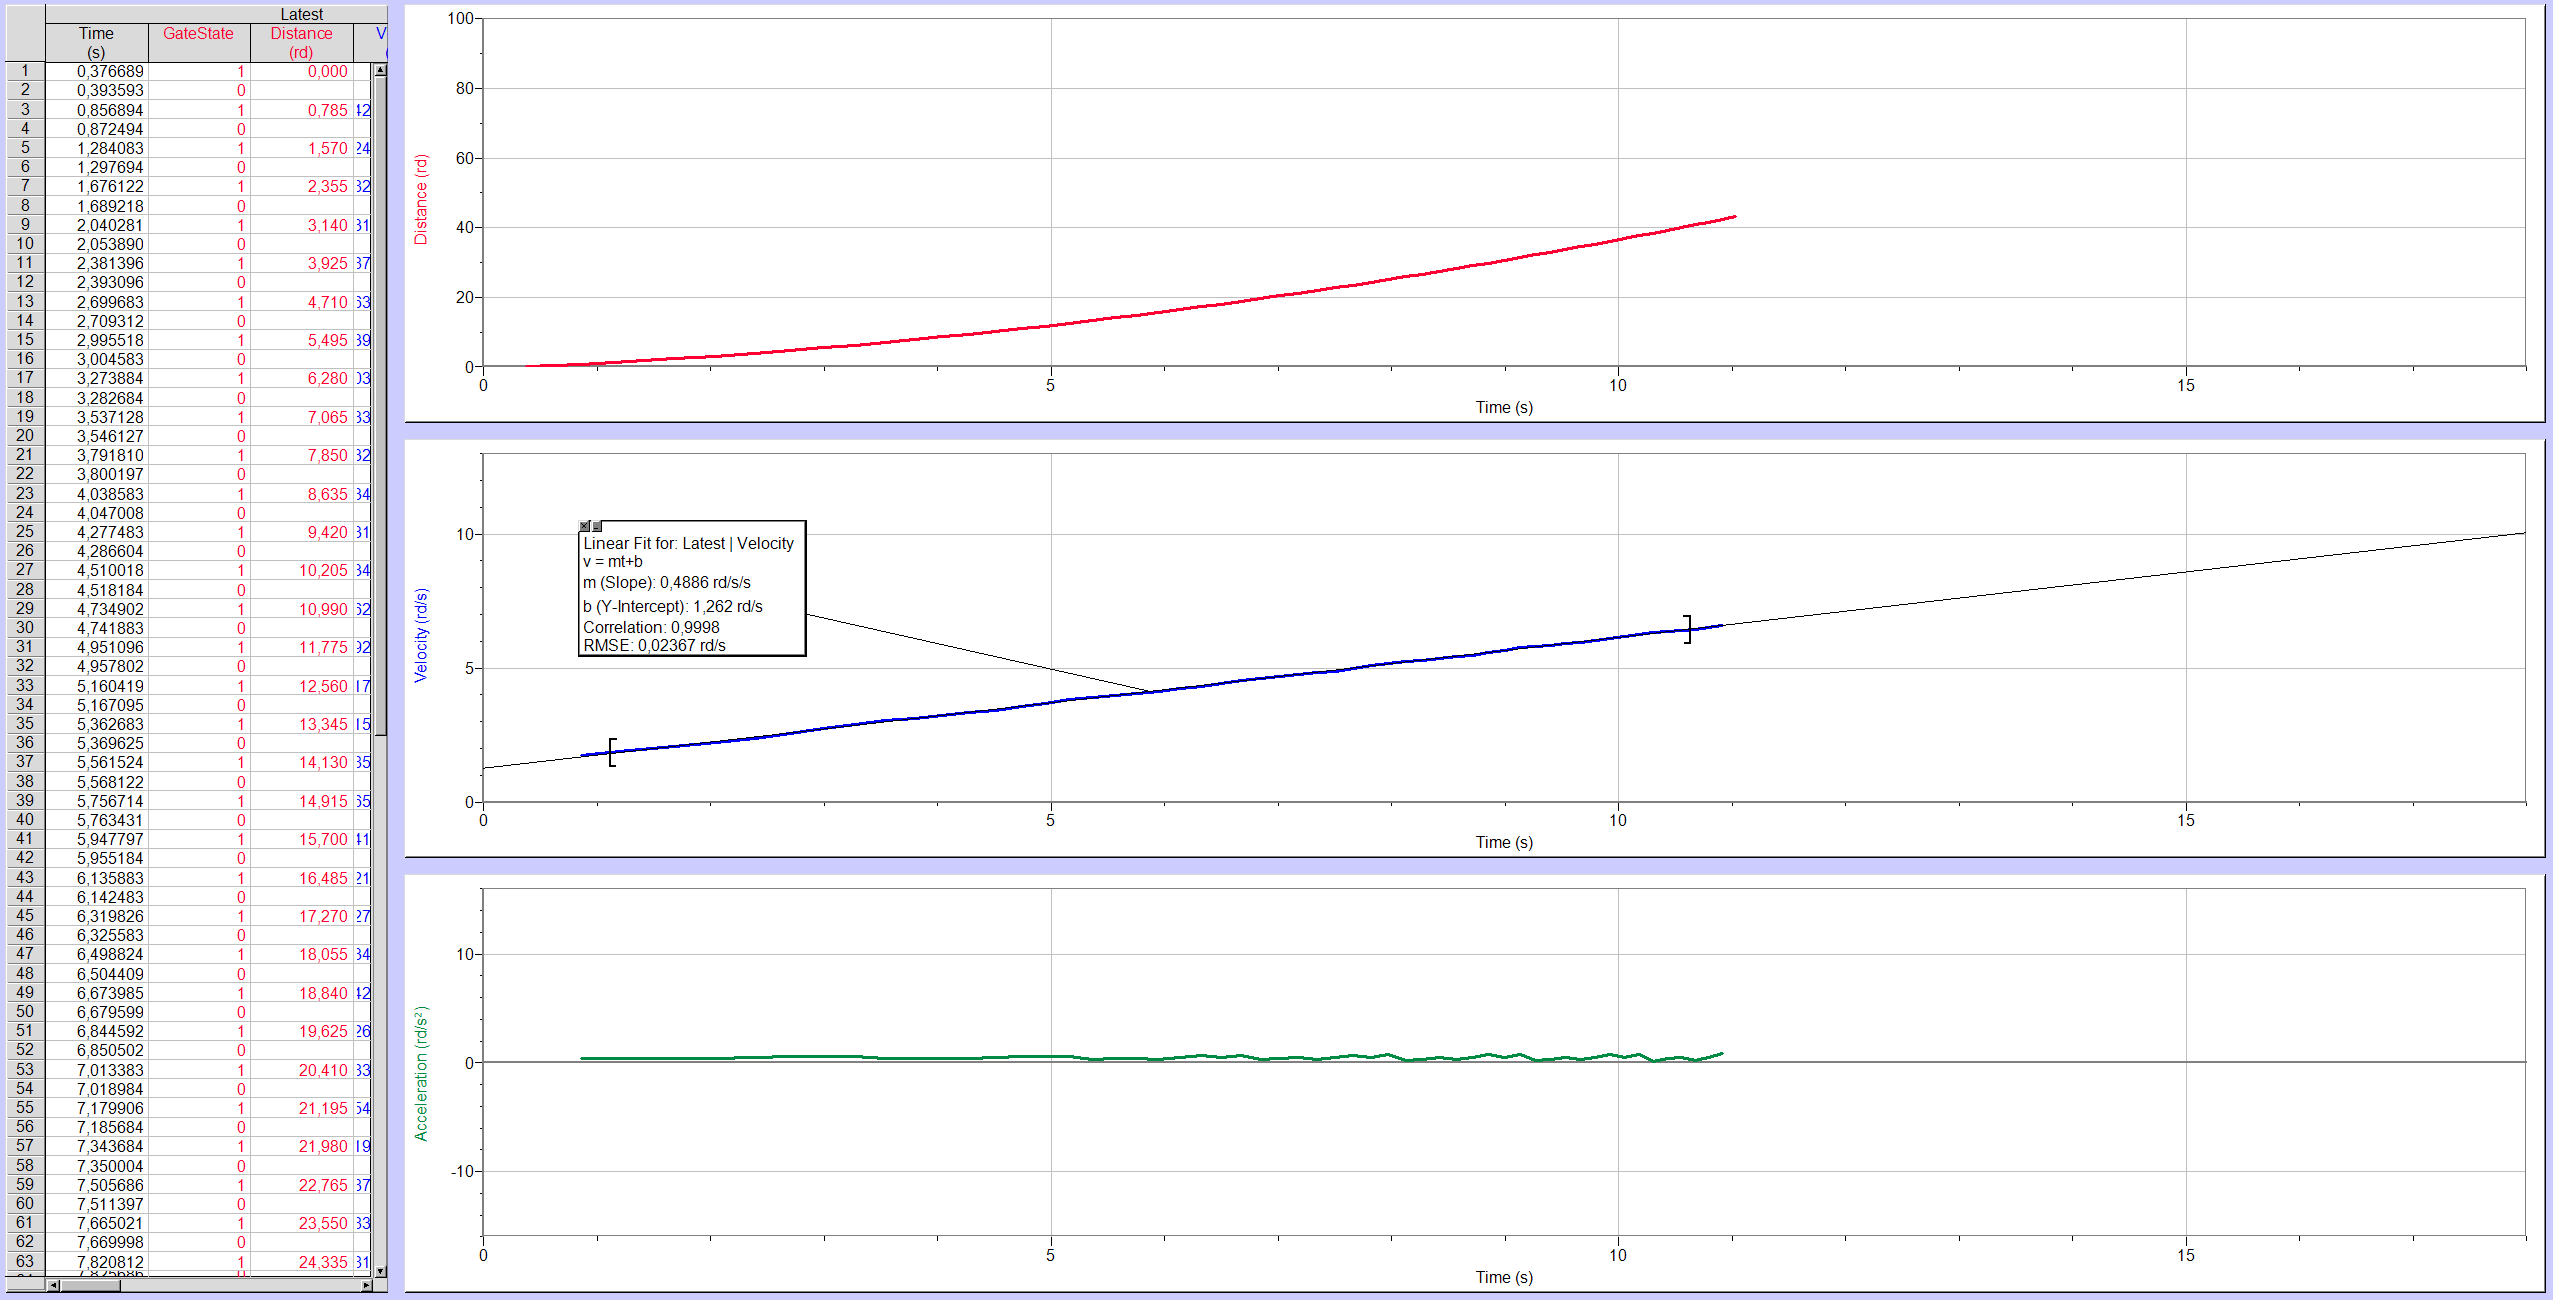 Latest
Time (s) GateState Distance (rd) V
1 0,376689 1 0,000
2 0,393593 0
3 0,856894 1 0,785
4 0,872494 0
5 1,284083 1 1,570
6 1,297694 0
7 1,676122 1 2,355
8 1,689218 0
9 2,040281 1 3,140
10 2,053890 0
11 2,381396 1 3,925
12 2,393096 0
13 2,699683 1 4,710
14 2,709312 0
15 2,995518 1 5,495
16 3,004583 0
17 3,273884 1 6,280
18 3,282684 0
19 3,537128 1 7,065
20 3,546127 0
21 3,791810 1 7,850
22 3,800197 0
23 4,038583 1 8,635
24 4,047008 0
25 4,277483 1 9,420
26 4,286604 0
27 4,510018 1 10,205
28 4,518184 0
29 4,734902 1 10,990
30 4,741883 0
31 4,951096 1 11,775
32 4,957802 0
33 5,160419 1 12,560
34 5,167095 0
35 5,362683 1 13,345
36 5,369625 0
37 5,561524 1 14,130
38 5,568122 0
39 5,756714 1 14,915
40 5,763431 0
41 5,947797 1 15,700
42 5,955184 0
43 6,135883 1 16,485
44 6,142483 0
45 6,319826 1 17,270
46 6,325583 0
47 6,498824 1 18,055
48 6,504409 0
49 6,673985 1 18,840
50 6,679599 0
51 6,844592 1 19,625
52 6,850502 0
53 7,013383 1 20,410
54 7,018984 0
55 7,179906 1 21,195
56 7,185684 0
57 7,343684 1 21,980
58 7,350004 0
59 7,505686 1 22,765
60 7,511397 0
61 7,665021 1 23,550
62 7,669998 0
63 7,820812 1 24,335
100
80
60
40
20
0
Distance (rd)
0 5 10 15
Time (s)
10
5
0
Velocity (rd/s)
Linear Fit for: Latest | Velocity
v = mt+b
m (Slope): 0,4886 rd/s/s
b (Y-Intercept): 1,262 rd/s
Correlation: 0,9998
RMSE: 0,02367 rd/s
0 5 10 15
Time (s)
10
0
-10
Acceleration (rd/s²)
0 5 10 15
Time (s)